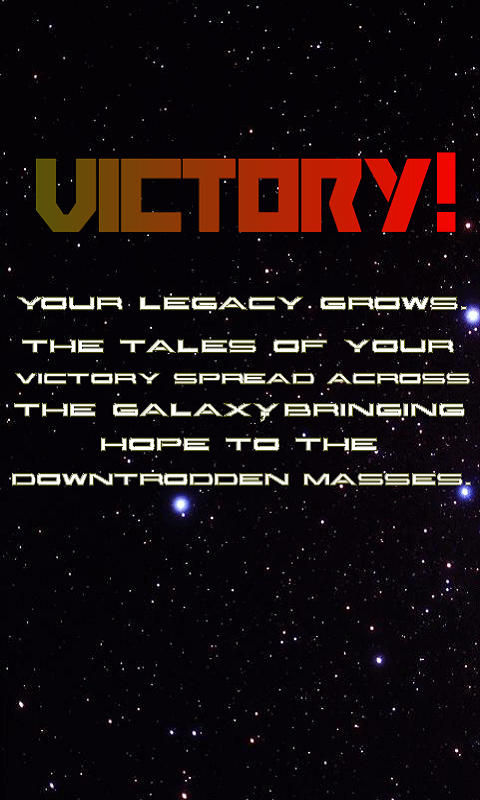 VICTORY!
YOUR LEGACY GROWS.
THE TALES OF YOUR
VICTORY SPREAD ACROSS
THE GALAXYBRINGING
HOPE TO THE
DOWNTRODDEN MASSES.